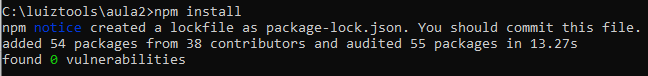 C:\luiztools\aula2>npm install
npm notice created a lockfile as package-lock.json. You should commit this file.
added 54 packages from 38 contributors and audited 55 packages in 13.27s
found 0 vulnerabilities